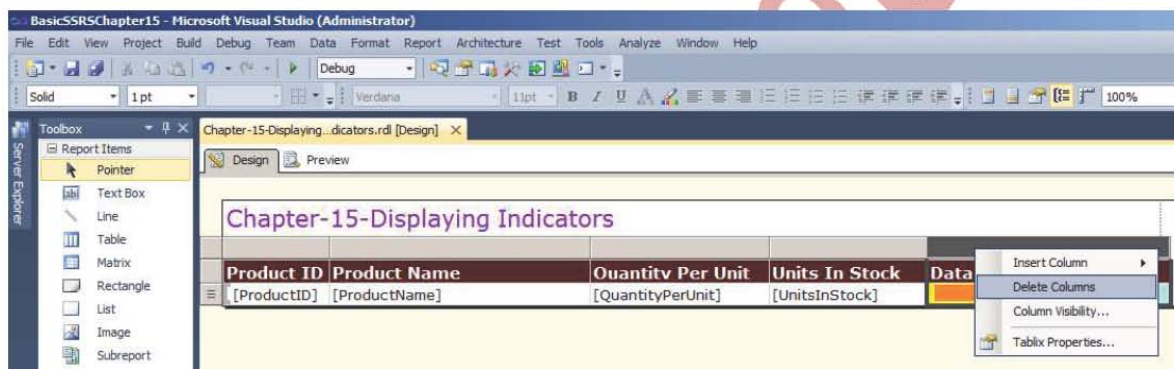 BasicSSRSChapter15 - Microsoft Visual Studio (Administrator)
File Edit View Project Build Debug Team Data Format Report Architecture Test Tools Analyze Window Help
Debug
Solid 1 pt Verdana 11pt B I U A 100%
Server Explorer
Toolbox
Chapter-15-Displaying...dicators.rdl [Design]
Report Items
Design Preview
Pointer
Text Box
Line
Table
Matrix
Rectangle
List
Image
Subreport
Chapter-15-Displaying Indicators
Product ID Product Name Quantity Per Unit Units In Stock Data
[ProductID] [ProductName] [QuantityPerUnit] [UnitsInStock]
Insert Column
Delete Columns
Column Visibility...
Tablix Properties...